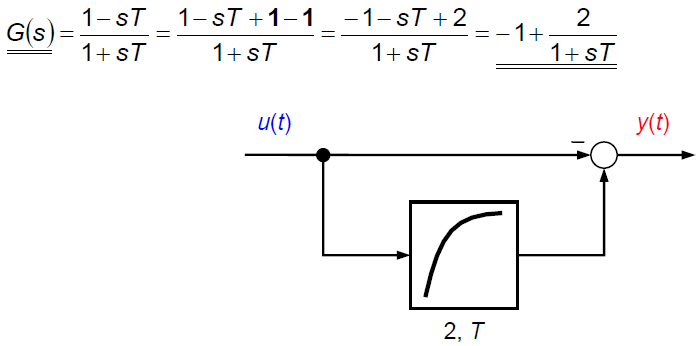 G(s) = (1 − sT)/(1 + sT) = (1 − sT + 1 − 1)/(1 + sT) = (−1 − sT + 2)/(1 + sT) = −1 + 2/(1 + sT)
u(t)
y(t)
−
2, T